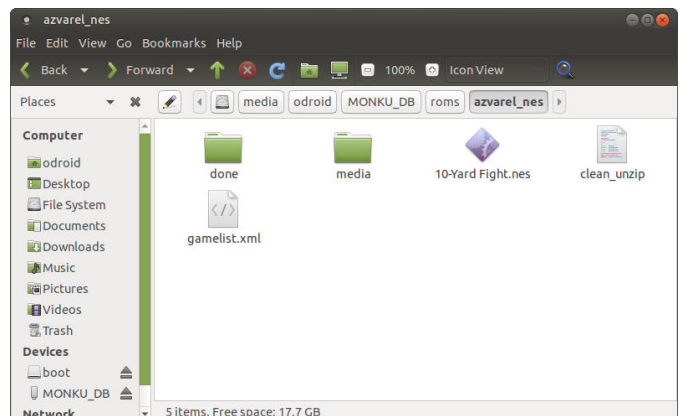 azvarel_nes
File Edit View Go Bookmarks Help
Back Forward 100% Icon View
Places media odroid MONKU_DB roms azvarel_nes
Computer
odroid
Desktop
File System
Documents
Downloads
Music
Pictures
Videos
Trash
Devices
boot
MONKU_DB
Network
done media 10-Yard Fight.nes clean_unzip
gamelist.xml
5 items, Free space: 17.7 GB